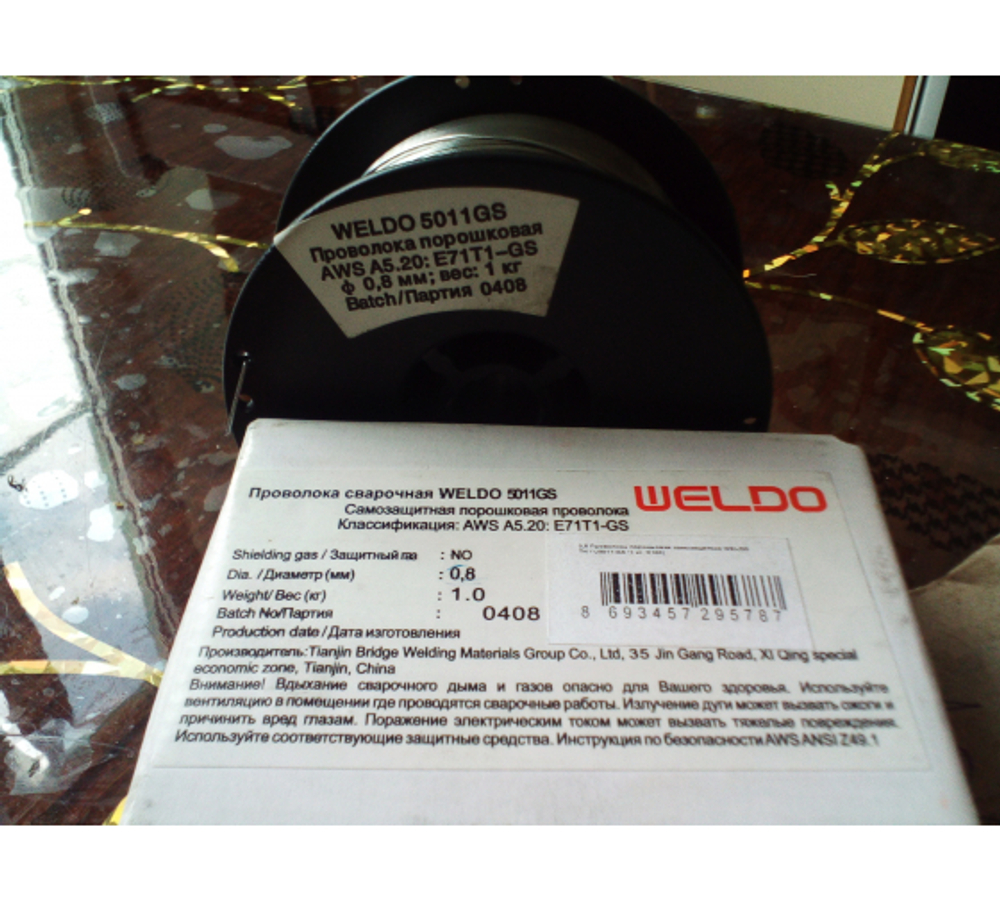 WELDO 5011GS
Проволока порошковая
AWS A5.20: E71T1-GS
ф 0,8 мм; вес: 1 кг
Batch/Партия 0408
Проволока сварочная WELDO 5011GS
WELDO
Самозащитная порошковая проволока
Классификация: AWS A5.20: E71T1-GS
Shielding gas / Защитный газ : NO
Dia. / Диаметр (мм) : 0,8
Weight/ Вес (кг) : 1.0
Batch No/Партия : 0408
Production date / Дата изготовления
8 693457 295787
Производитель: Tianjin Bridge Welding Materials Group Co., Ltd, 35 Jin Gang Road, XI Qing special
economic zone, Tianjin, China
Внимание! Вдыхание сварочного дыма и газов опасно для Вашего здоровья. Используйте
вентиляцию в помещении где проводятся сварочные работы. Излучение дуги может вызвать ожоги и
причинить вред глазам. Поражение электрическим током может вызвать тяжелые повреждения.
Используйте соответствующие защитные средства. Инструкция по безопасности AWS ANSI Z49.1